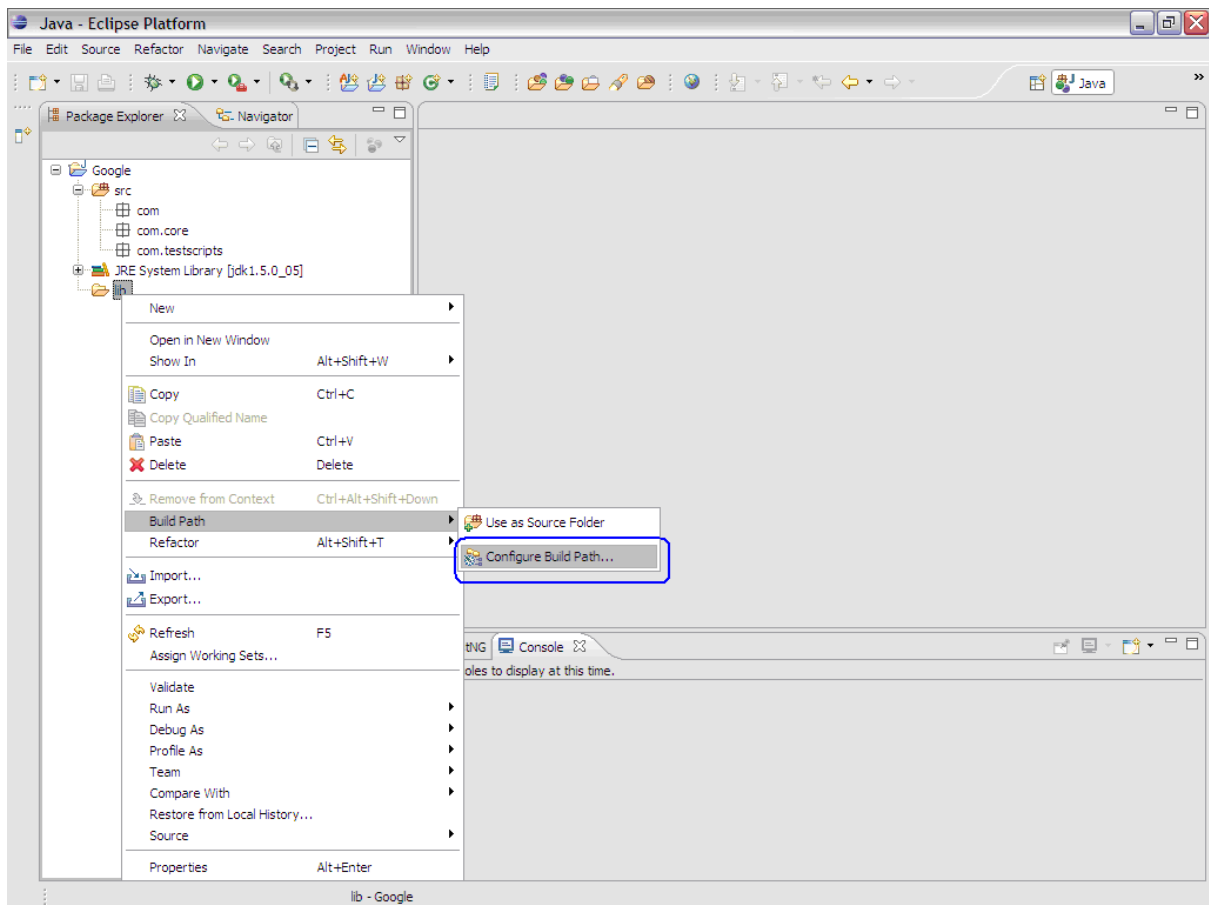 Java - Eclipse Platform
File Edit Source Refactor Navigate Search Project Run Window Help
Java
Package Explorer Navigator
Google
src
com
com.core
com.testscripts
JRE System Library [jdk1.5.0_05]
lib
New
Open in New Window
Show In Alt+Shift+W
Copy Ctrl+C
Copy Qualified Name
Paste Ctrl+V
Delete Delete
Remove from Context Ctrl+Alt+Shift+Down
Build Path
Use as Source Folder
Refactor Alt+Shift+T
Configure Build Path...
Import...
Export...
Refresh F5
Assign Working Sets...
tNG Console
oles to display at this time.
Validate
Run As
Debug As
Profile As
Team
Compare With
Restore from Local History...
Source
Properties Alt+Enter
lib - Google